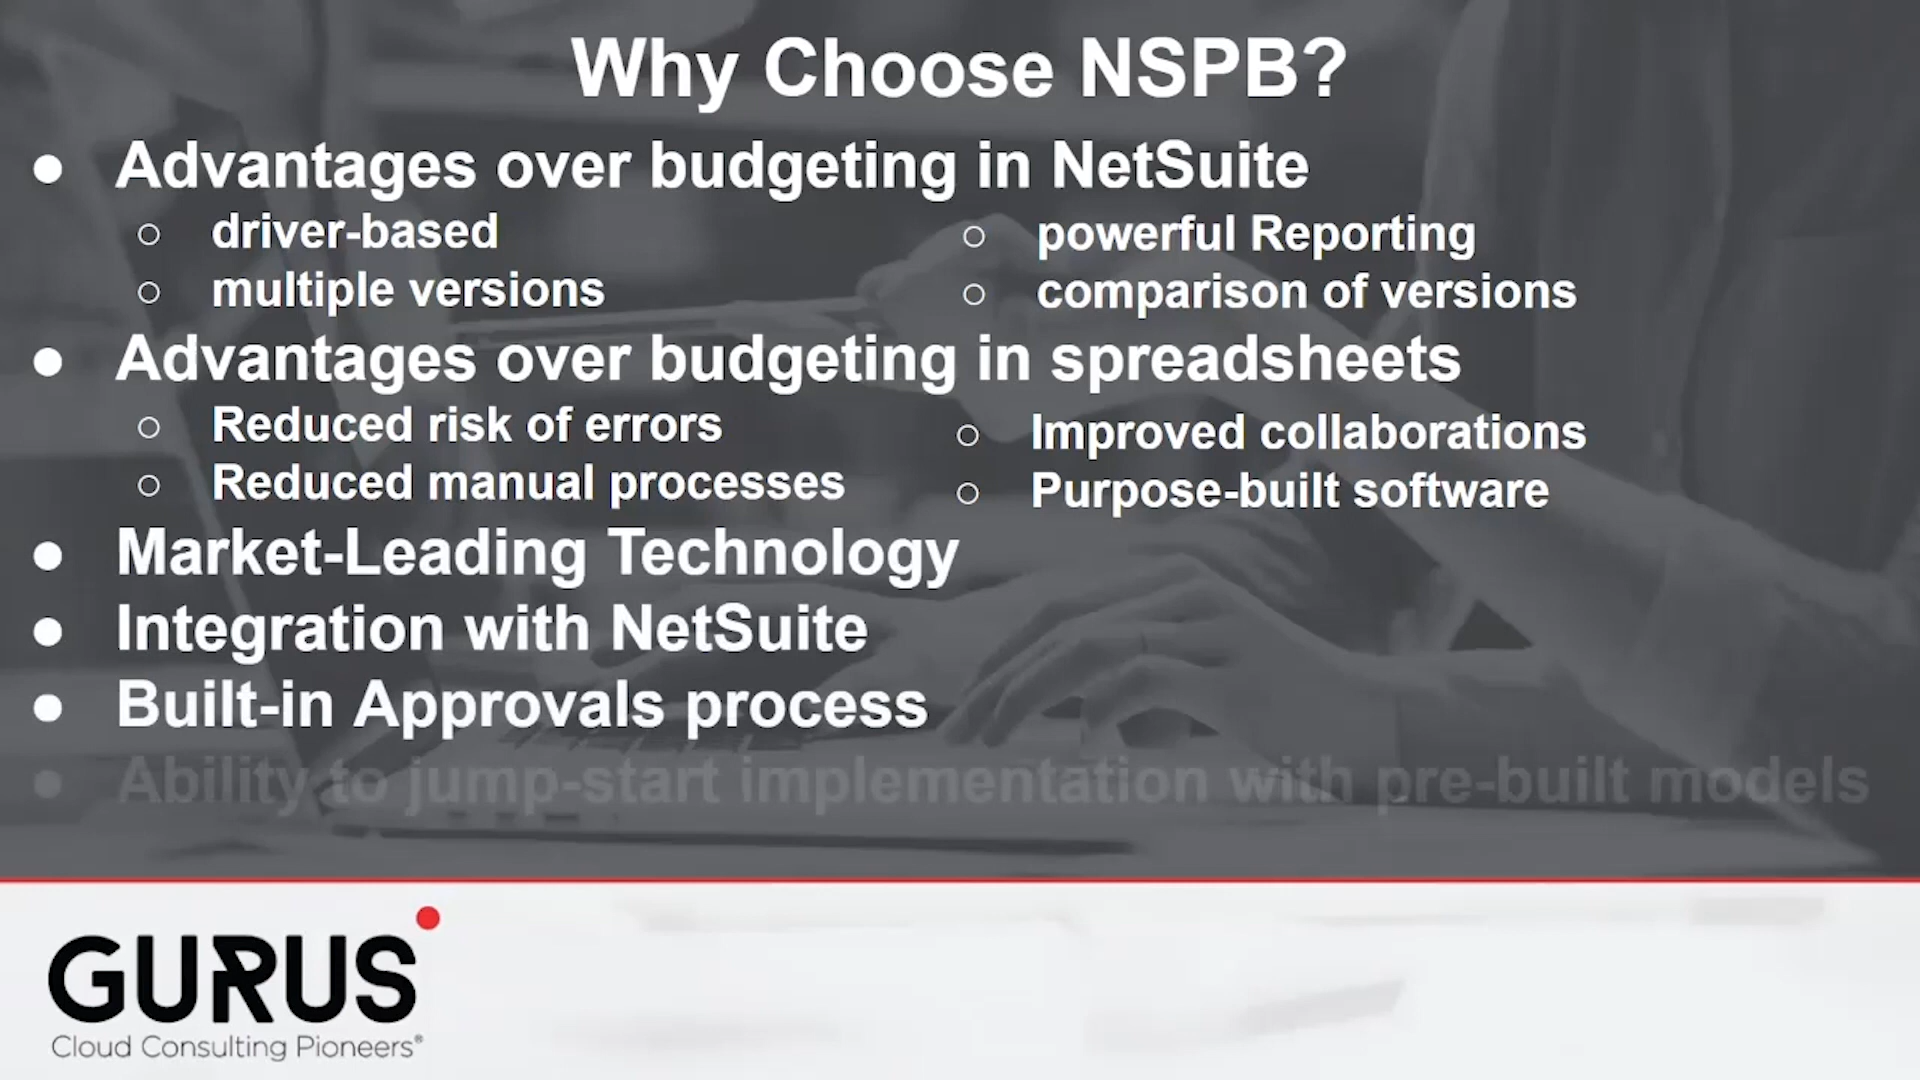 Why Choose NSPB?
● Advantages over budgeting in NetSuite
○ driver-based
○ multiple versions
○ powerful Reporting
○ comparison of versions
● Advantages over budgeting in spreadsheets
○ Reduced risk of errors
○ Reduced manual processes
○ Improved collaborations
○ Purpose-built software
● Market-Leading Technology
● Integration with NetSuite
● Built-in Approvals process
● Ability to jump-start implementation with pre-built models
GURUS
Cloud Consulting Pioneers®